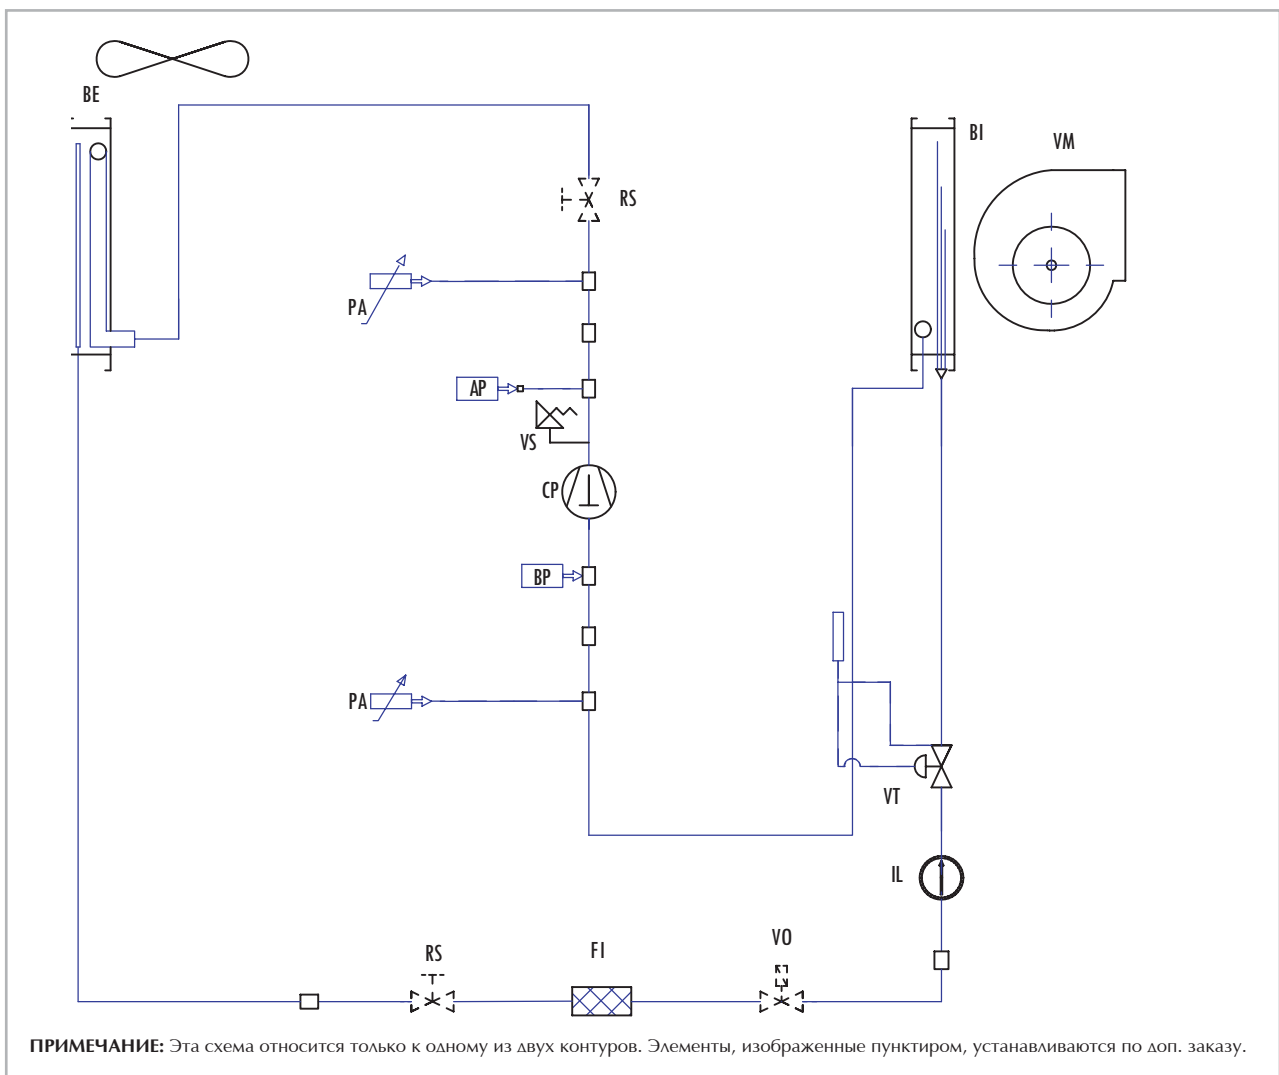 BE
BI
VM
RS
PA
AP
VS
CP
BP
PA
VT
IL
RS
FI
VO
ПРИМЕЧАНИЕ: Эта схема относится только к одному из двух контуров. Элементы, изображенные пунктиром, устанавливаются по доп. заказу.